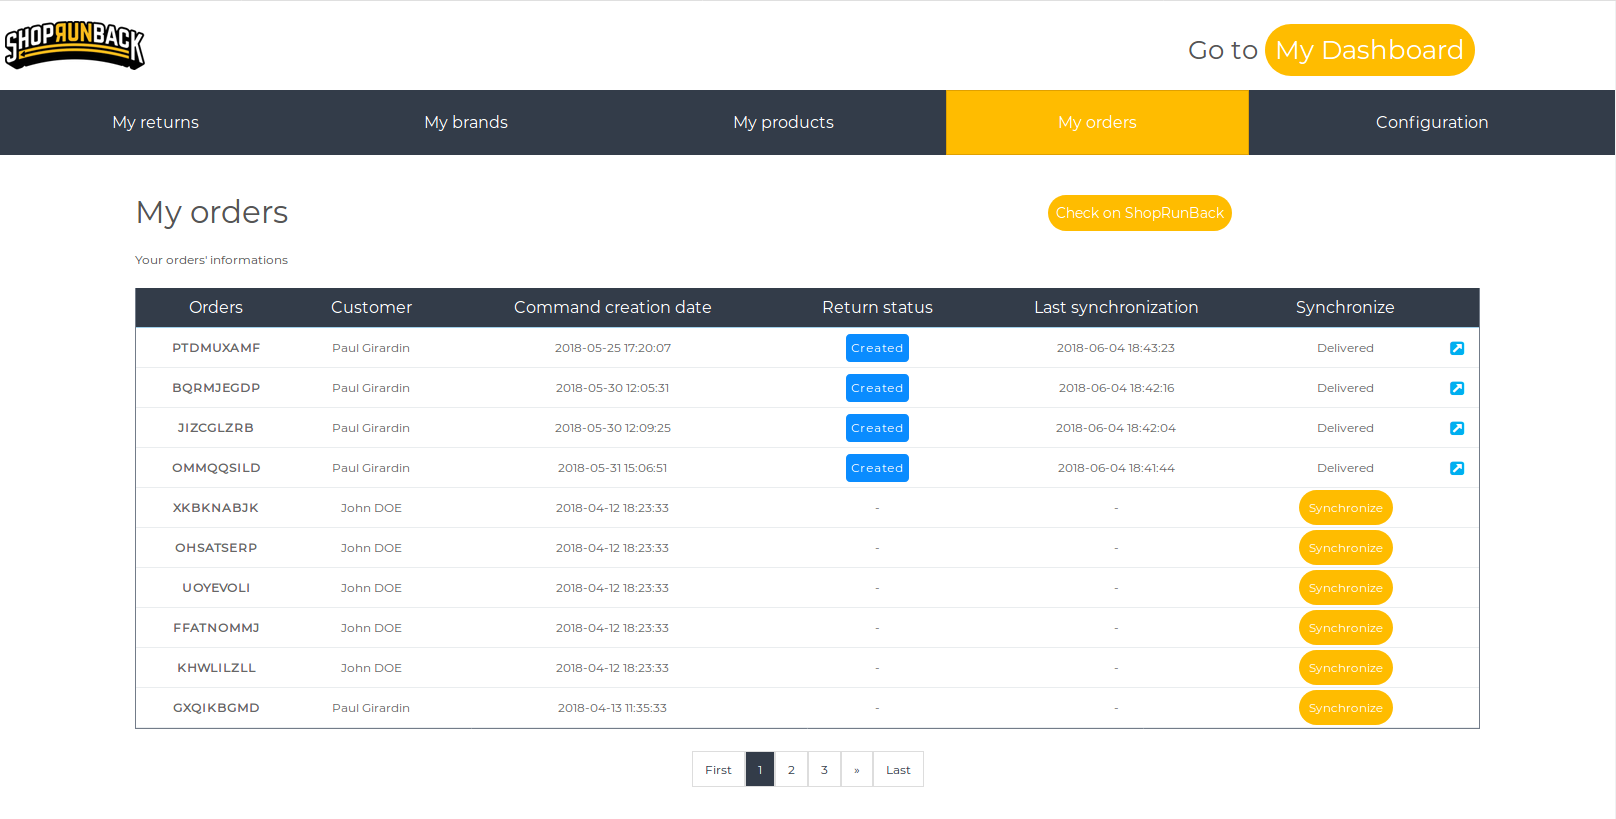 SHOPRUNBACK
Go to My Dashboard
My returns My brands My products My orders Configuration
My orders Check on ShopRunBack
Your orders' informations
Orders Customer Command creation date Return status Last synchronization Synchronize
PTDMUXAMF Paul Girardin 2018-05-25 17:20:07 Created 2018-06-04 18:43:23 Delivered
BQRMJEGDP Paul Girardin 2018-05-30 12:05:31 Created 2018-06-04 18:42:16 Delivered
JIZCGLZRB Paul Girardin 2018-05-30 12:09:25 Created 2018-06-04 18:42:04 Delivered
OMMQQSILD Paul Girardin 2018-05-31 15:06:51 Created 2018-06-04 18:41:44 Delivered
XKBKNABJK John DOE 2018-04-12 18:23:33 - - Synchronize
OHSATSERP John DOE 2018-04-12 18:23:33 - - Synchronize
UOYEVOLI John DOE 2018-04-12 18:23:33 - - Synchronize
FFATNOMMJ John DOE 2018-04-12 18:23:33 - - Synchronize
KHWLILZLL John DOE 2018-04-12 18:23:33 - - Synchronize
GXQIKBGMD Paul Girardin 2018-04-13 11:35:33 - - Synchronize
First 1 2 3 » Last